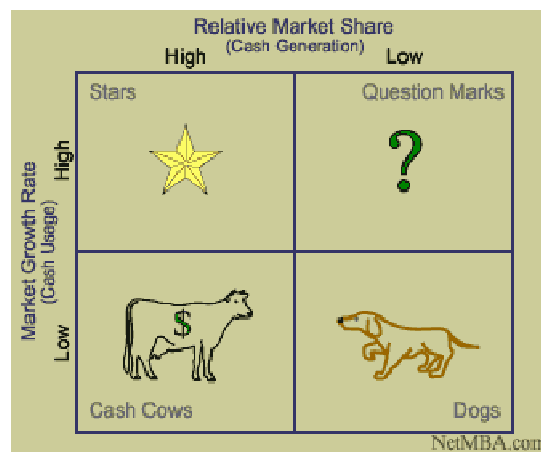 Relative Market Share
(Cash Generation)
High
Low
Market Growth Rate
(Cash Usage)
High
Low
Stars
Question Marks
?
$
Cash Cows
Dogs
NetMBA.com